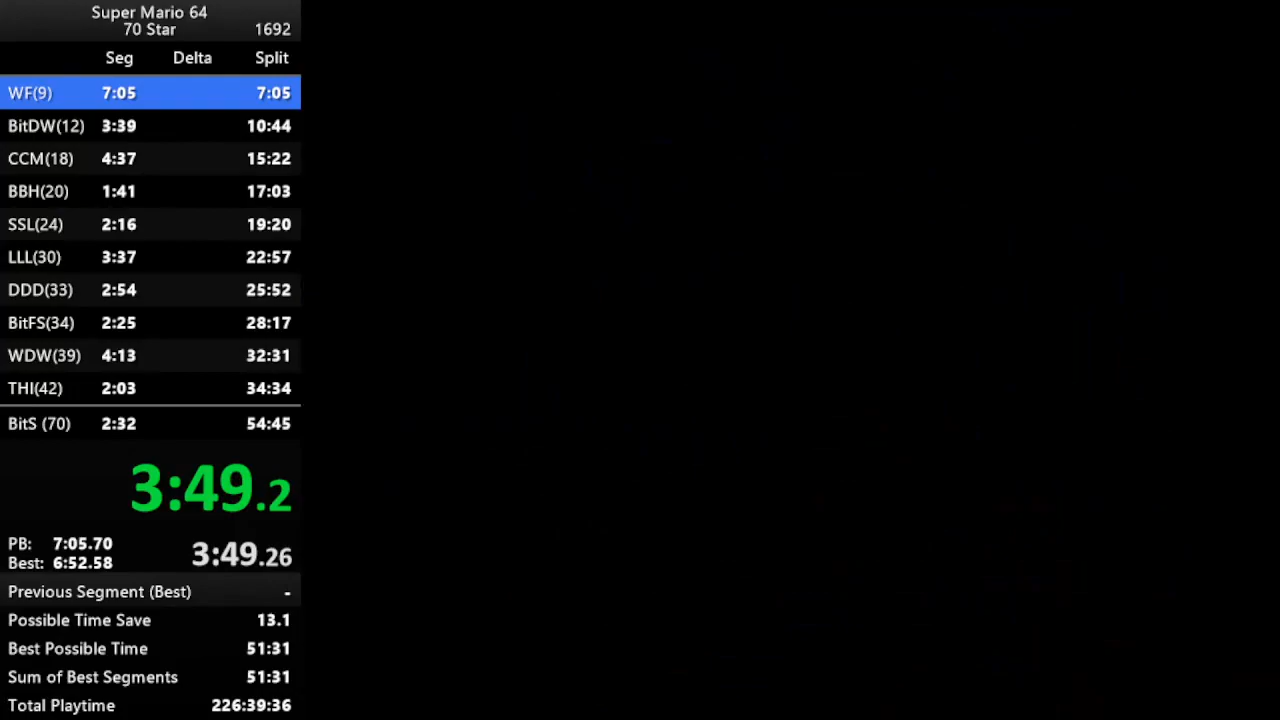 Super Mario 64
70 Star 1692
Seg Delta Split
WF(9) 7:05 7:05
BitDW(12) 3:39 10:44
CCM(18) 4:37 15:22
BBH(20) 1:41 17:03
SSL(24) 2:16 19:20
LLL(30) 3:37 22:57
DDD(33) 2:54 25:52
BitFS(34) 2:25 28:17
WDW(39) 4:13 32:31
THI(42) 2:03 34:34
BitS (70) 2:32 54:45
3:49.2
PB: 7:05.70
Best: 6:52.58
3:49.26
Previous Segment (Best) -
Possible Time Save 13.1
Best Possible Time 51:31
Sum of Best Segments 51:31
Total Playtime 226:39:36